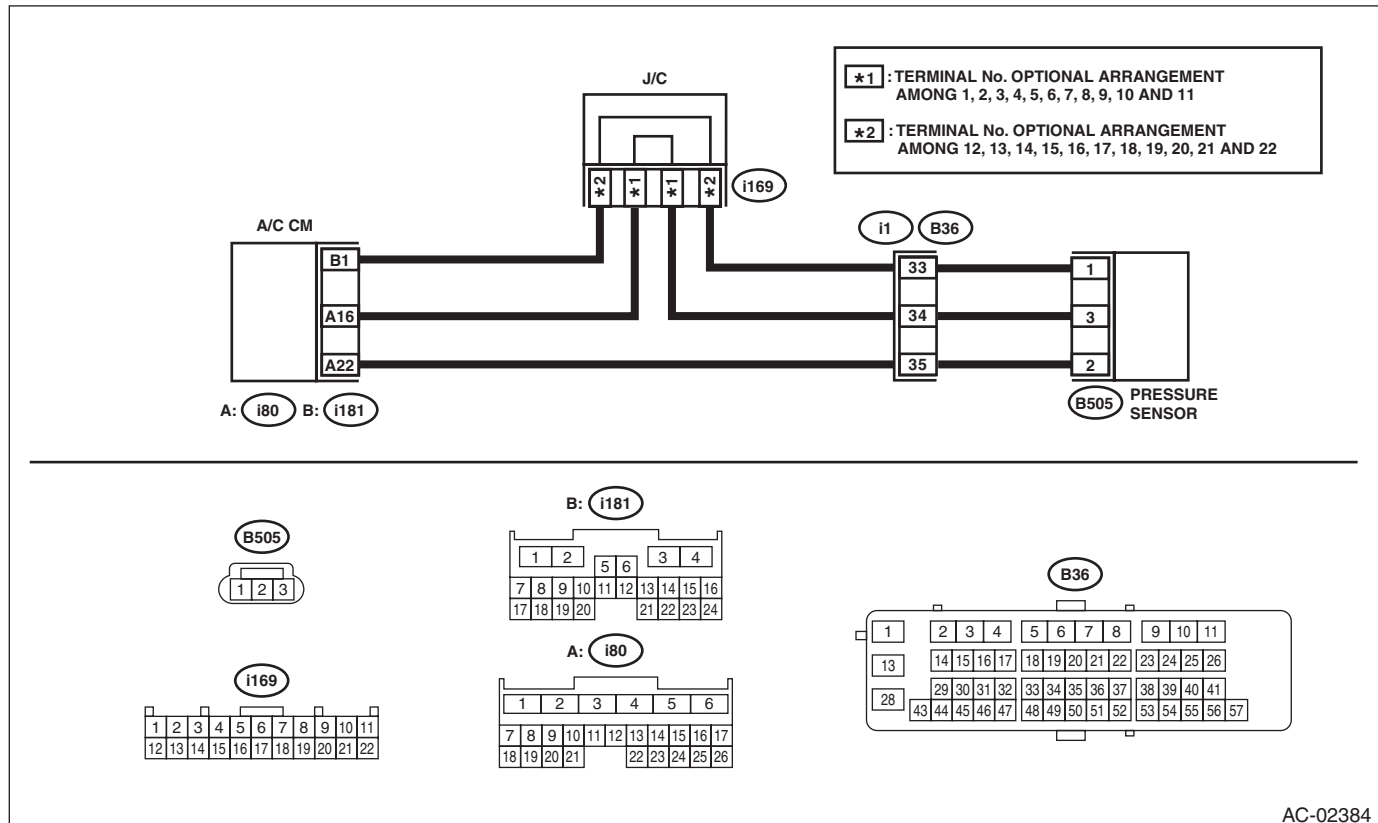 J/C
*1 : TERMINAL No. OPTIONAL ARRANGEMENT
AMONG 1, 2, 3, 4, 5, 6, 7, 8, 9, 10 AND 11
*2 : TERMINAL No. OPTIONAL ARRANGEMENT
AMONG 12, 13, 14, 15, 16, 17, 18, 19, 20, 21 AND 22
*2 *1 *1 *2
i169
A/C CM
i1 B36
B1
33 1
A16
34 3
A22
35 2
A: i80 B: i181
B505 PRESSURE
SENSOR
B: i181
B505
1 2 3
1 2 3 4
5 6
7 8 9 10 11 12 13 14 15 16
17 18 19 20 21 22 23 24
B36
1 2 3 4 5 6 7 8 9 10 11
13 14 15 16 17 18 19 20 21 22 23 24 25 26
28 29 30 31 32 33 34 35 36 37 38 39 40 41
43 44 45 46 47 48 49 50 51 52 53 54 55 56 57
A: i80
1 2 3 4 5 6
7 8 9 10 11 12 13 14 15 16 17
18 19 20 21 22 23 24 25 26
i169
1 2 3 4 5 6 7 8 9 10 11
12 13 14 15 16 17 18 19 20 21 22
AC-02384